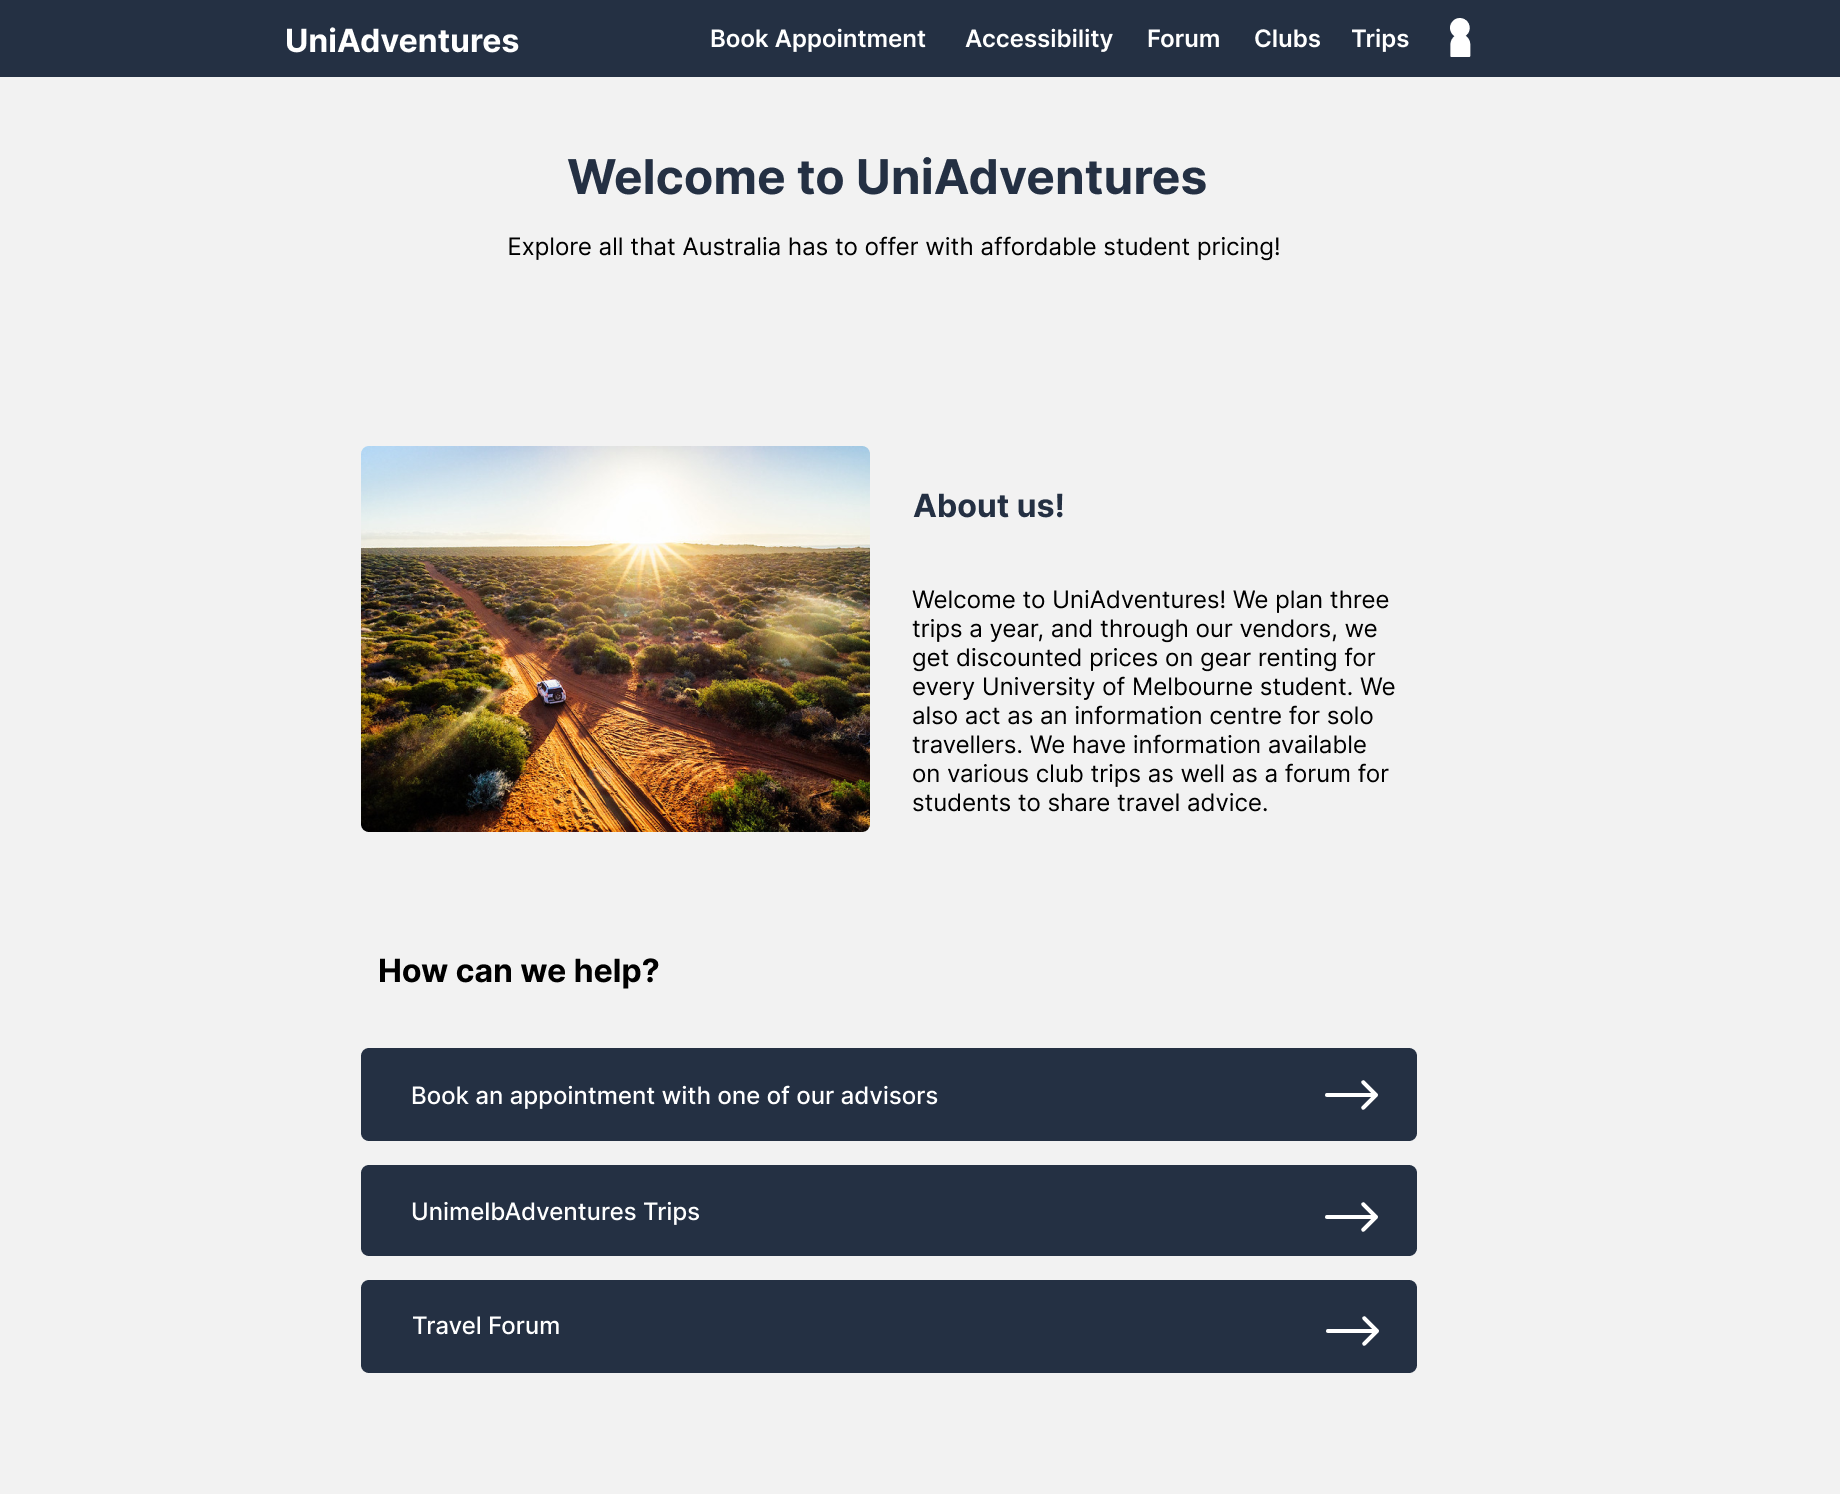 UniAdventures
Book Appointment
Accessibility
Forum
Clubs
Trips
Welcome to UniAdventures
Explore all that Australia has to offer with affordable student pricing!
About us!
Welcome to UniAdventures! We plan three
trips a year, and through our vendors, we
get discounted prices on gear renting for
every University of Melbourne student. We
also act as an information centre for solo
travellers. We have information available
on various club trips as well as a forum for
students to share travel advice.
How can we help?
Book an appointment with one of our advisors
UnimelbAdventures Trips
Travel Forum